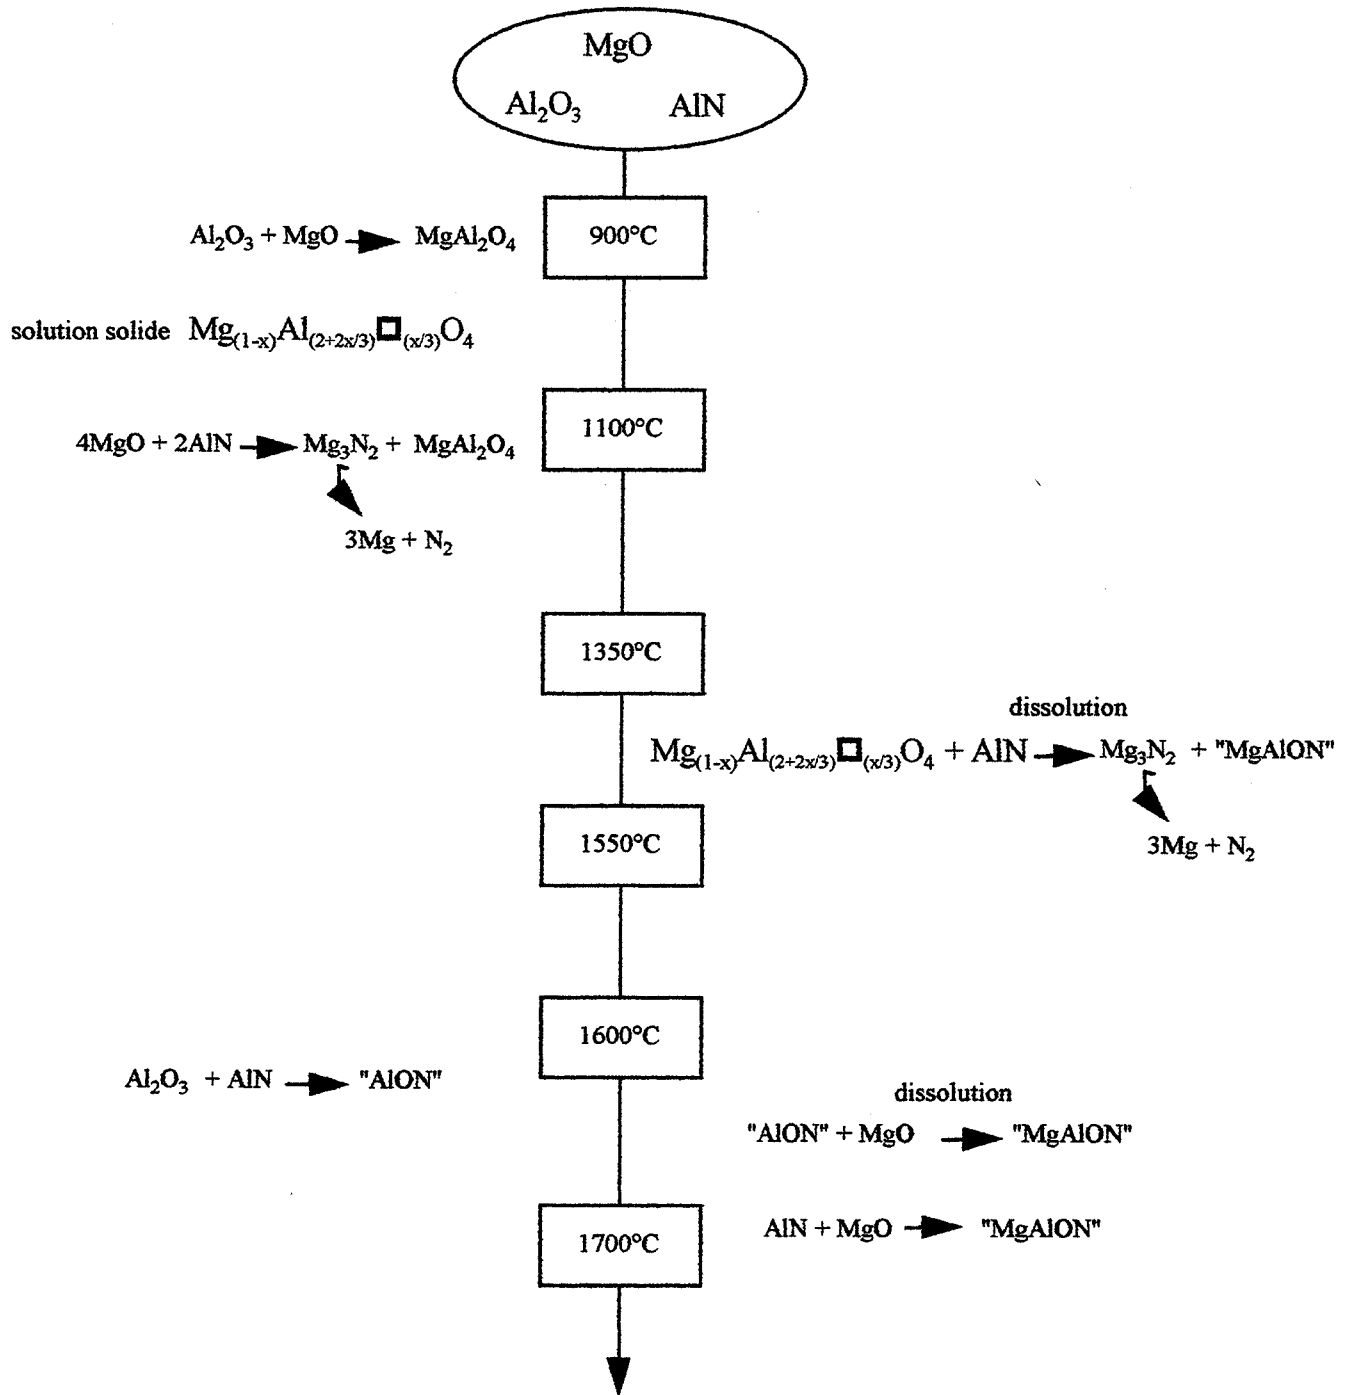 MgO
Al₂O₃ AlN
Al₂O₃ + MgO → MgAl₂O₄
900°C
solution solide Mg₍₁₋ₓ₎Al₍₂₊₂ₓ/₃₎□₍ₓ/₃₎O₄
4MgO + 2AlN → Mg₃N₂ + MgAl₂O₄
1100°C
3Mg + N₂
1350°C
dissolution
Mg₍₁₋ₓ₎Al₍₂₊₂ₓ/₃₎□₍ₓ/₃₎O₄ + AlN → Mg₃N₂ + "MgAlON"
1550°C
3Mg + N₂
1600°C
Al₂O₃ + AlN → "AlON"
dissolution
"AlON" + MgO → "MgAlON"
1700°C
AlN + MgO → "MgAlON"